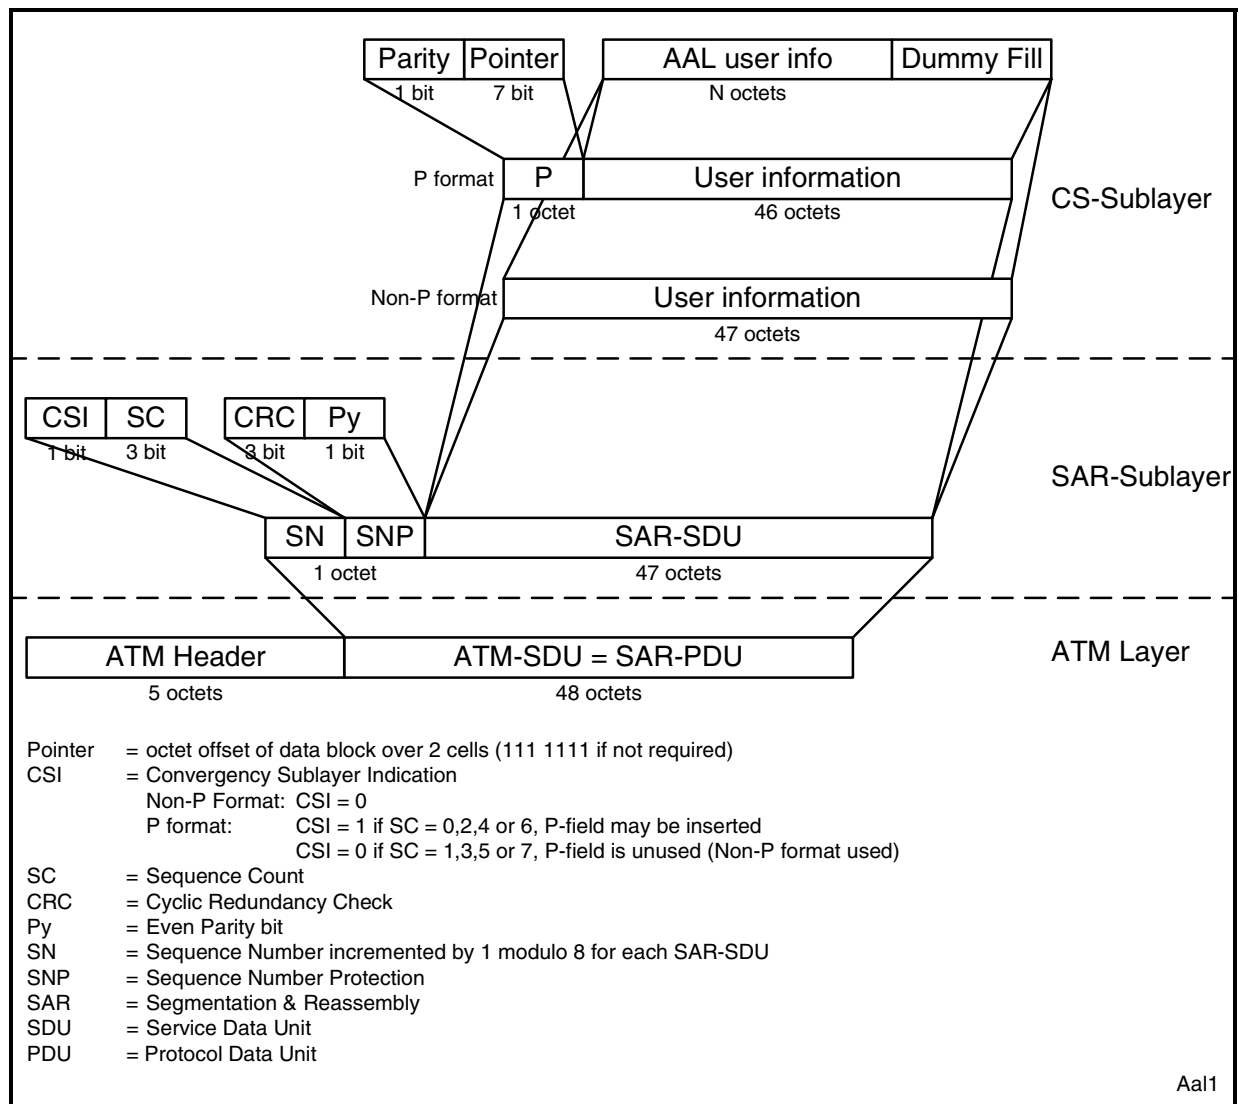 Parity Pointer AAL user info Dummy Fill
1 bit 7 bit N octets
P format P User information
1 octet 46 octets
CS-Sublayer
Non-P format User information
47 octets
CSI SC CRC Py
1 bit 3 bit 3 bit 1 bit
SAR-Sublayer
SN SNP SAR-SDU
1 octet 47 octets
ATM Header ATM-SDU = SAR-PDU ATM Layer
5 octets 48 octets
Pointer = octet offset of data block over 2 cells (111 1111 if not required)
CSI = Convergency Sublayer Indication
Non-P Format: CSI = 0
P format: CSI = 1 if SC = 0,2,4 or 6, P-field may be inserted
CSI = 0 if SC = 1,3,5 or 7, P-field is unused (Non-P format used)
SC = Sequence Count
CRC = Cyclic Redundancy Check
Py = Even Parity bit
SN = Sequence Number incremented by 1 modulo 8 for each SAR-SDU
SNP = Sequence Number Protection
SAR = Segmentation & Reassembly
SDU = Service Data Unit
PDU = Protocol Data Unit
Aal1